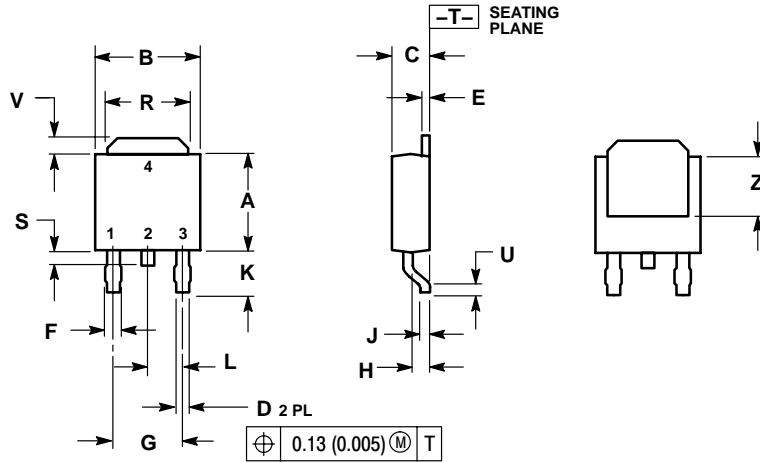 –T– SEATING
PLANE
B
C
V
R
E
4
Z
A
S
1 2 3
U
K
F
J
L
H
D 2 PL
G
⌖ 0.13 (0.005) Ⓜ T